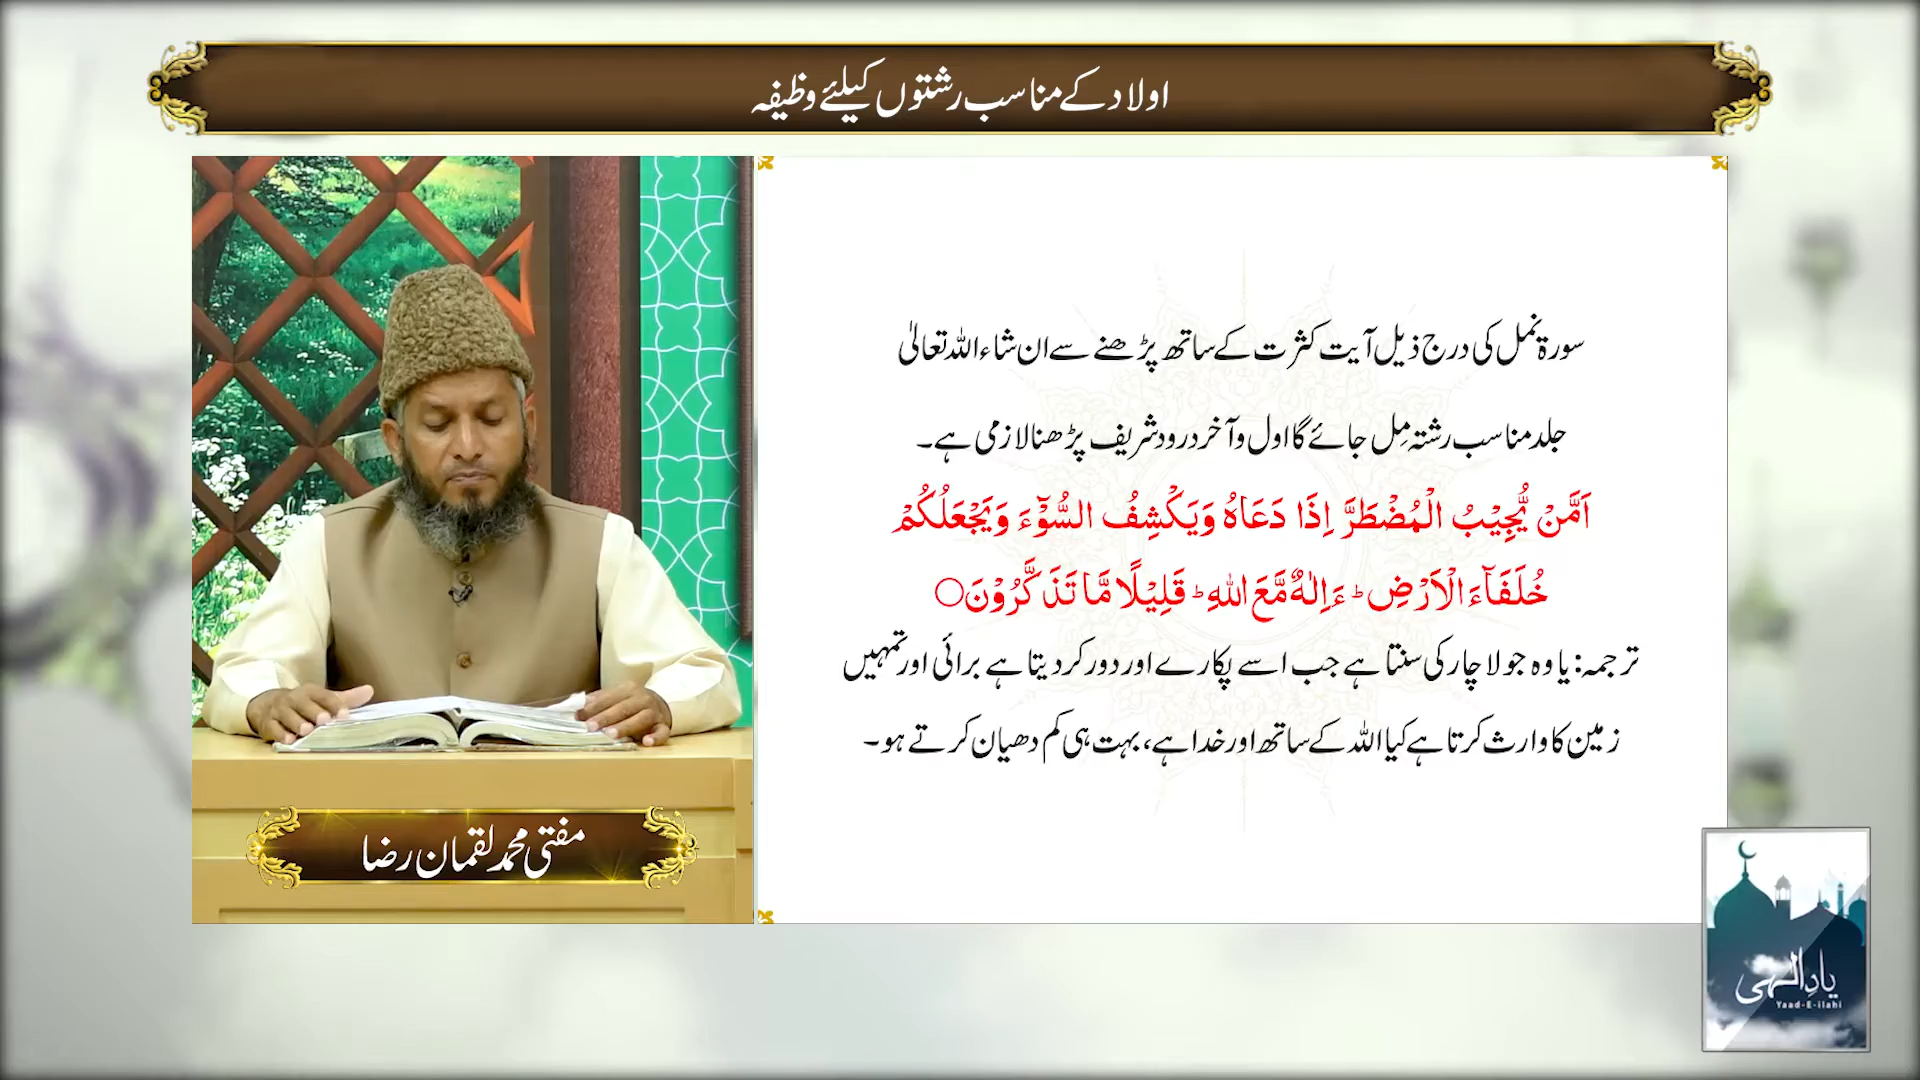 اولاد کے مناسب رشتوں کیلئے وظیفہ
سورۃ نمل کی درج ذیل آیت کثرت کے ساتھ پڑھنے سے ان شاء اللہ تعالیٰ
جلد مناسب رشتہ مِل جائے گا اول و آخر درود شریف پڑھنا لازمی ہے۔
اَمَّنْ یُّجِیْبُ الْمُضْطَرَّ اِذَا دَعَاہُ وَیَکْشِفُ السُّوْٓءَ وَیَجْعَلُکُمْ
خُلَفَآءَ الْاَرْضِ ؕ ءَ اِلٰہٌ مَّعَ اللّٰہِ ؕ قَلِیْلًا مَّا تَذَکَّرُوْنَ ○
ترجمہ: یا وہ جو لاچار کی سنتا ہے جب اسے پکارے اور دور کر دیتا ہے برائی اور تمہیں
زمین کا وارث کرتا ہے کیا اللہ کے ساتھ اور خدا ہے، بہت ہی کم دھیان کرتے ہو۔
مفتی محمد لقمان رضا
یادِ الٰہی
Yaad-E-ilahi